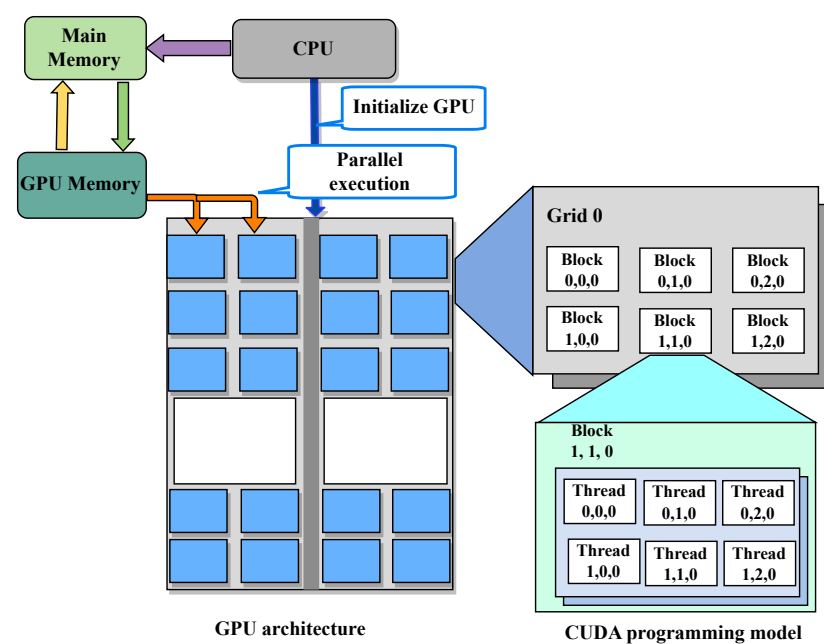 Main
Memory
CPU
Initialize GPU
GPU Memory
Parallel
execution
Grid 0
Block
0,0,0
Block
0,1,0
Block
0,2,0
Block
1,0,0
Block
1,1,0
Block
1,2,0
Block
1, 1, 0
Thread
0,0,0
Thread
0,1,0
Thread
0,2,0
Thread
1,0,0
Thread
1,1,0
Thread
1,2,0
GPU architecture
CUDA programming model